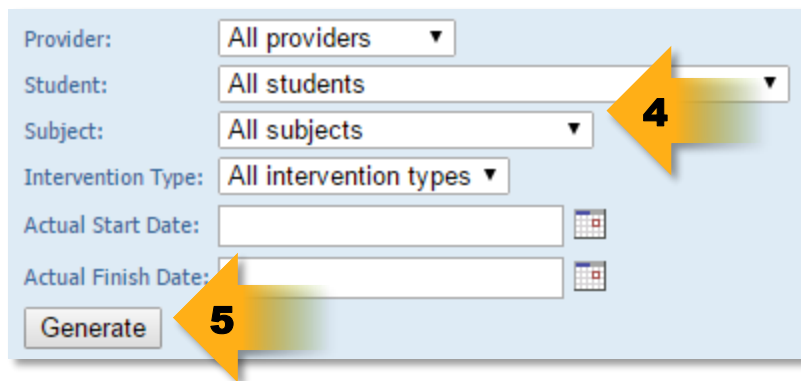 Provider: All providers
Student: All students
4
Subject: All subjects
Intervention Type: All intervention types
Actual Start Date:
Actual Finish Date:
5
Generate